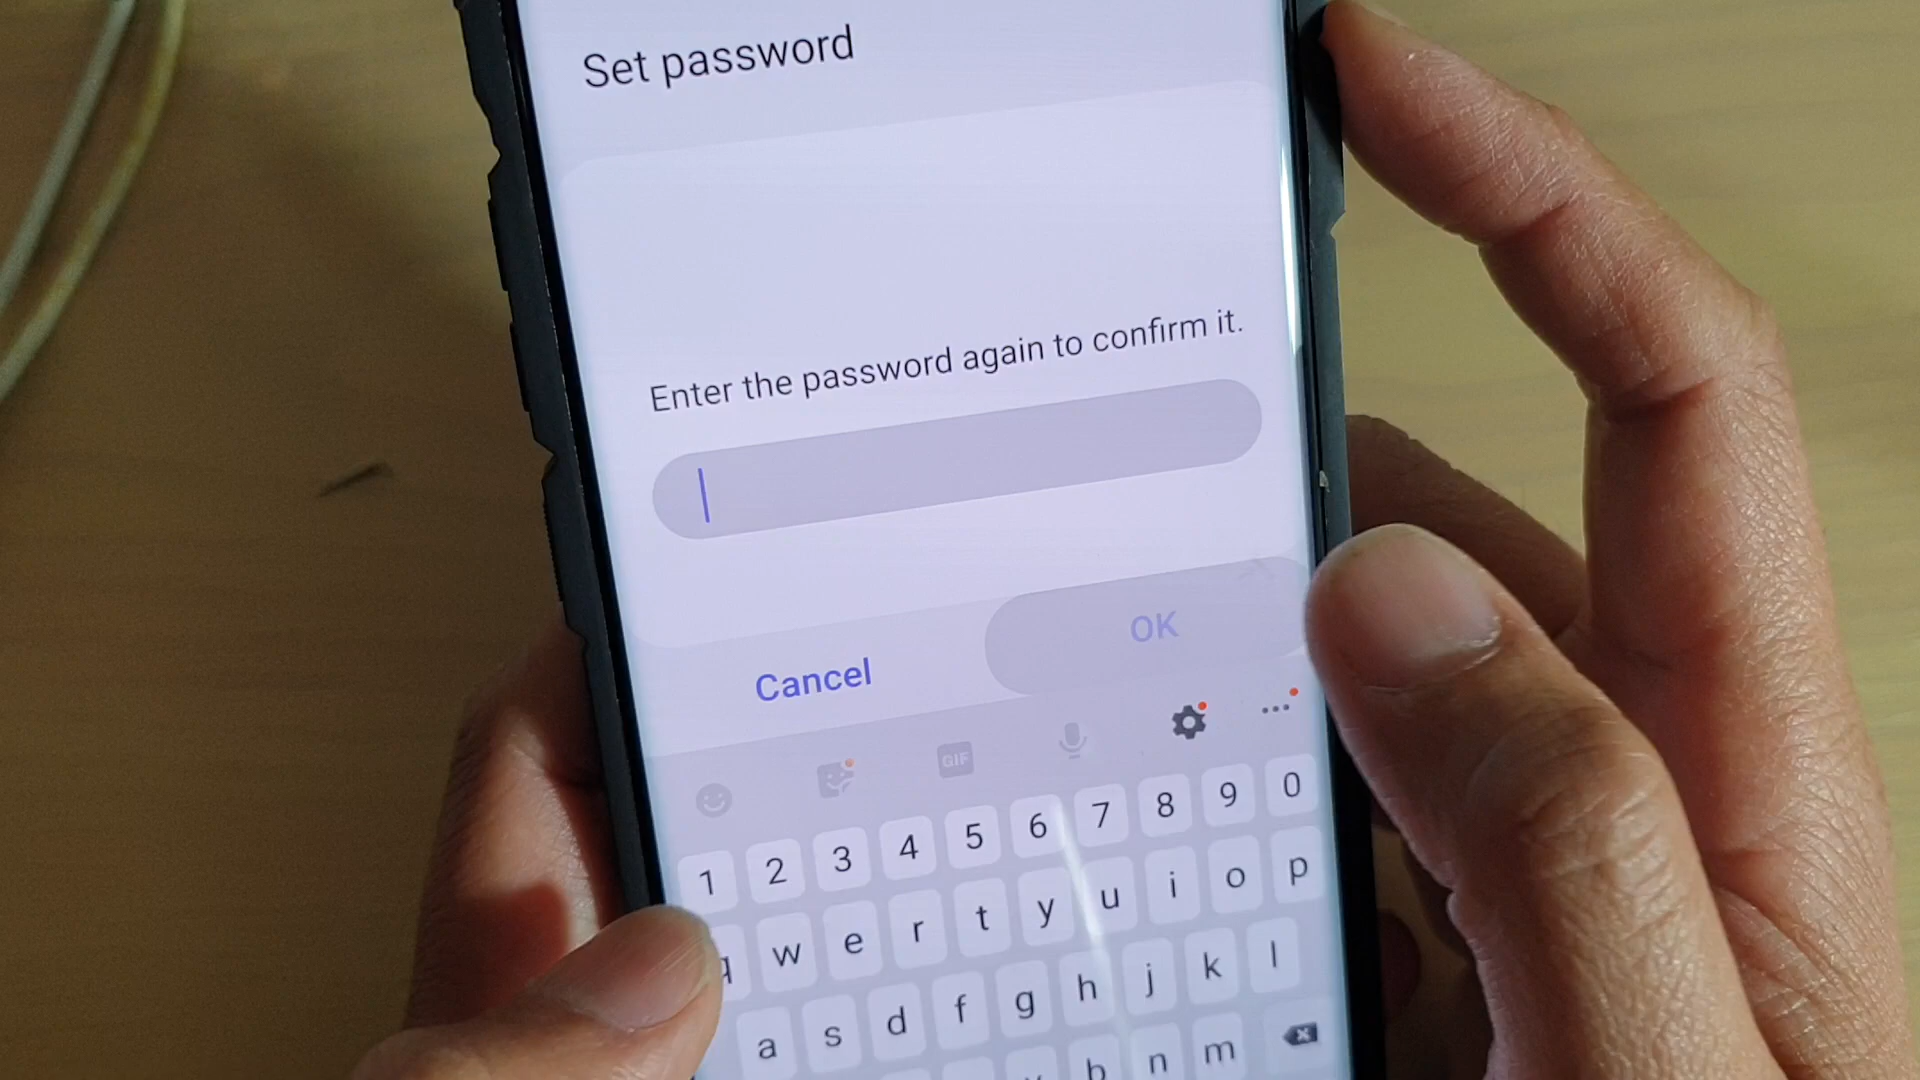 Set password
Enter the password again to confirm it.
Cancel
OK
GIF
1 2 3 4 5 6 7 8 9 0
q w e r t y u i o p
a s d f g h j k l
b n m